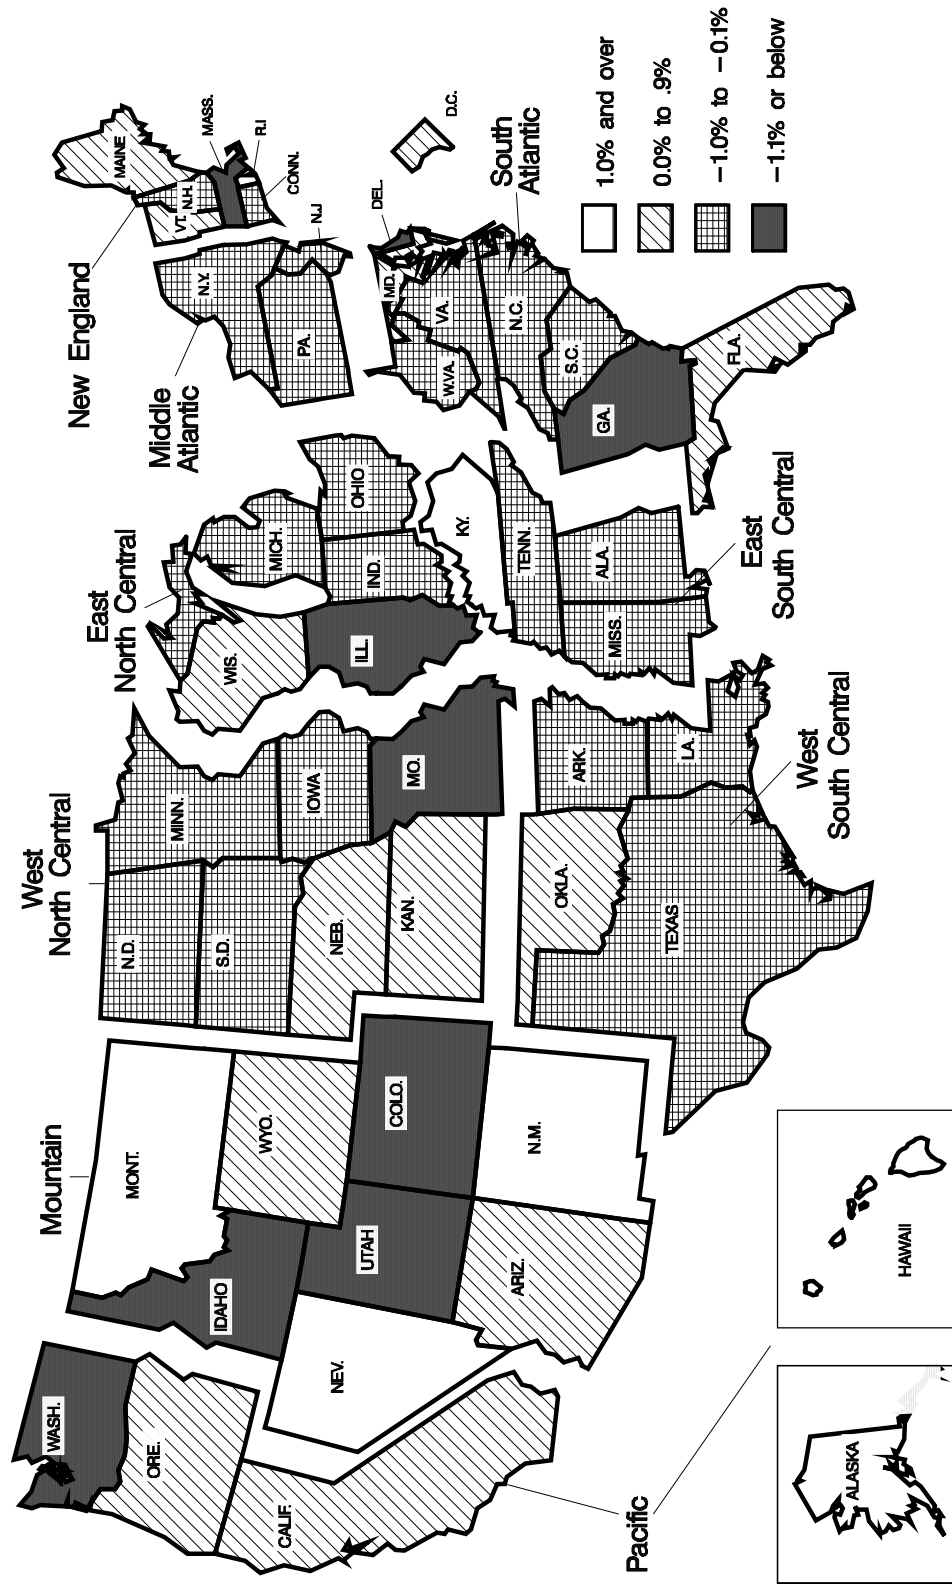 New England
Middle
Atlantic
East
North Central
West
North Central
Mountain
Pacific
South
Atlantic
East
South Central
West
South Central
MAINE
VT.
N.H.
MASS.
R.I
CONN.
N.Y.
N.J
PA.
DEL.
MD.
D.C.
VA.
W.VA.
N.C.
S.C.
GA.
FLA.
OHIO
MICH.
IND.
WIS.
ILL.
KY.
TENN.
ALA.
MISS.
MINN.
IOWA
MO.
N.D.
S.D.
NEB.
KAN.
ARK.
LA.
OKLA.
TEXAS
MONT.
WYO.
COLO.
N.M.
IDAHO
UTAH
ARIZ.
NEV.
WASH.
ORE.
CALIF.
ALASKA
HAWAII
1.0% and over
0.0% to .9%
−1.0% to −0.1%
−1.1% or below